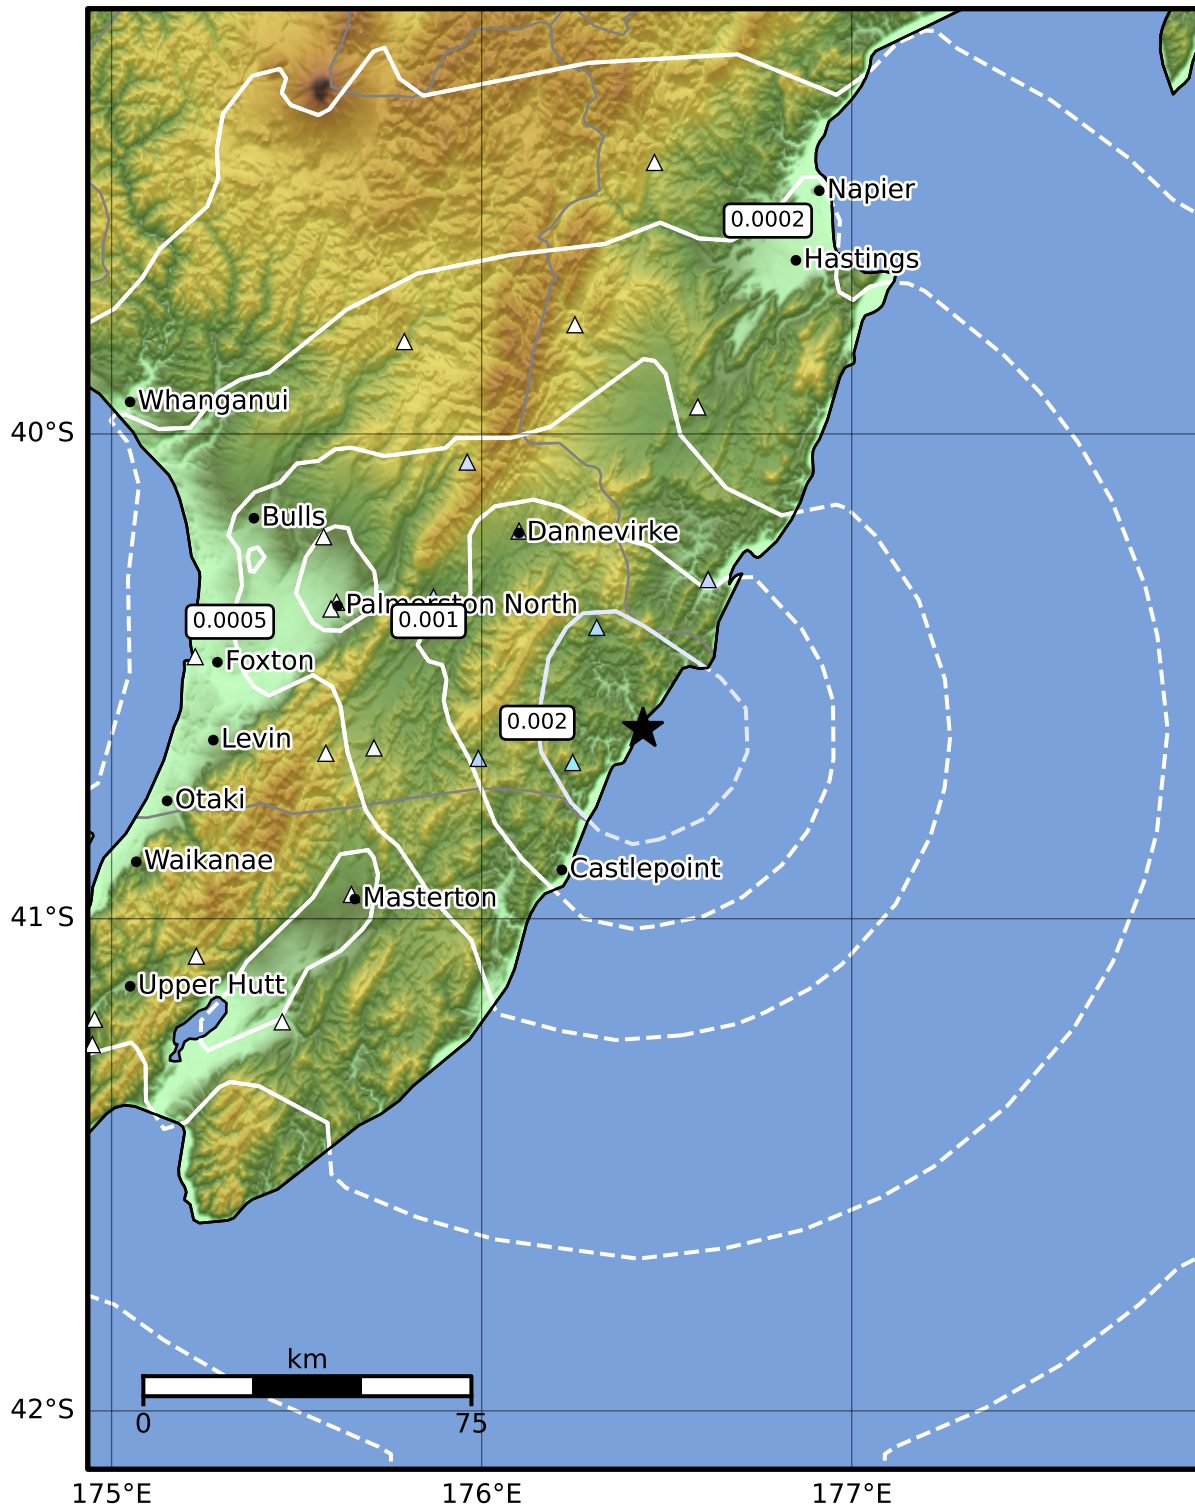 Napier
0.0002
Hastings
Whanganui
40°S
Bulls
Dannevirke
Palmerston North
0.0005
0.001
Foxton
0.002
Levin
Otaki
Waikanae
Castlepoint
Masterton
41°S
Upper Hutt
km
0
75
42°S
175°E
176°E
177°E